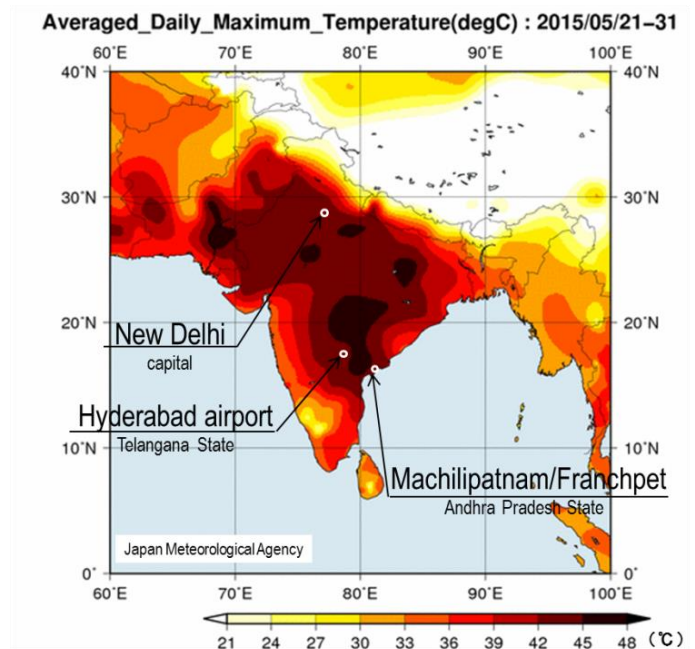 Averaged_Daily_Maximum_Temperature(degC) : 2015/05/21−31
60°E 70°E 80°E 90°E 100°E
40°N 40°N
30°N 30°N
20°N 20°N
New Delhi
capital
Hyderabad airport
Telangana State
10°N 10°N
Machilipatnam/Franchpet
Andhra Pradesh State
Japan Meteorological Agency
0° 0°
60°E 70°E 80°E 90°E 100°E
21 24 27 30 33 36 39 42 45 48 (℃)